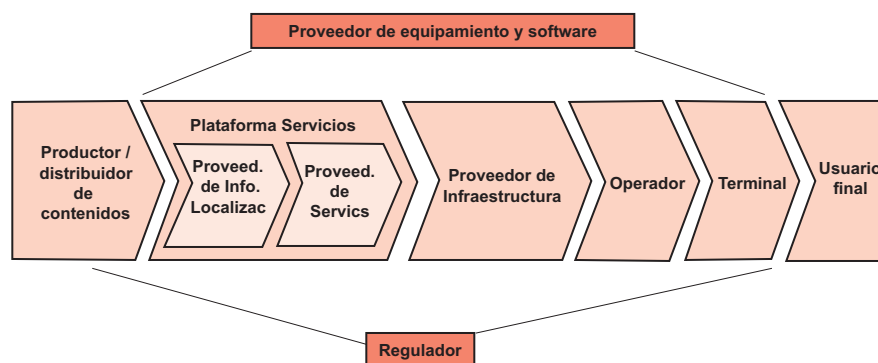 Proveedor de equipamiento y software
Productor /
distribuidor
de
contenidos
Plataforma Servicios
Proveed.
de Info.
Localizac
Proveed.
de
Servics
Proveedor de
Infraestructura
Operador
Terminal
Usuario
final
Regulador